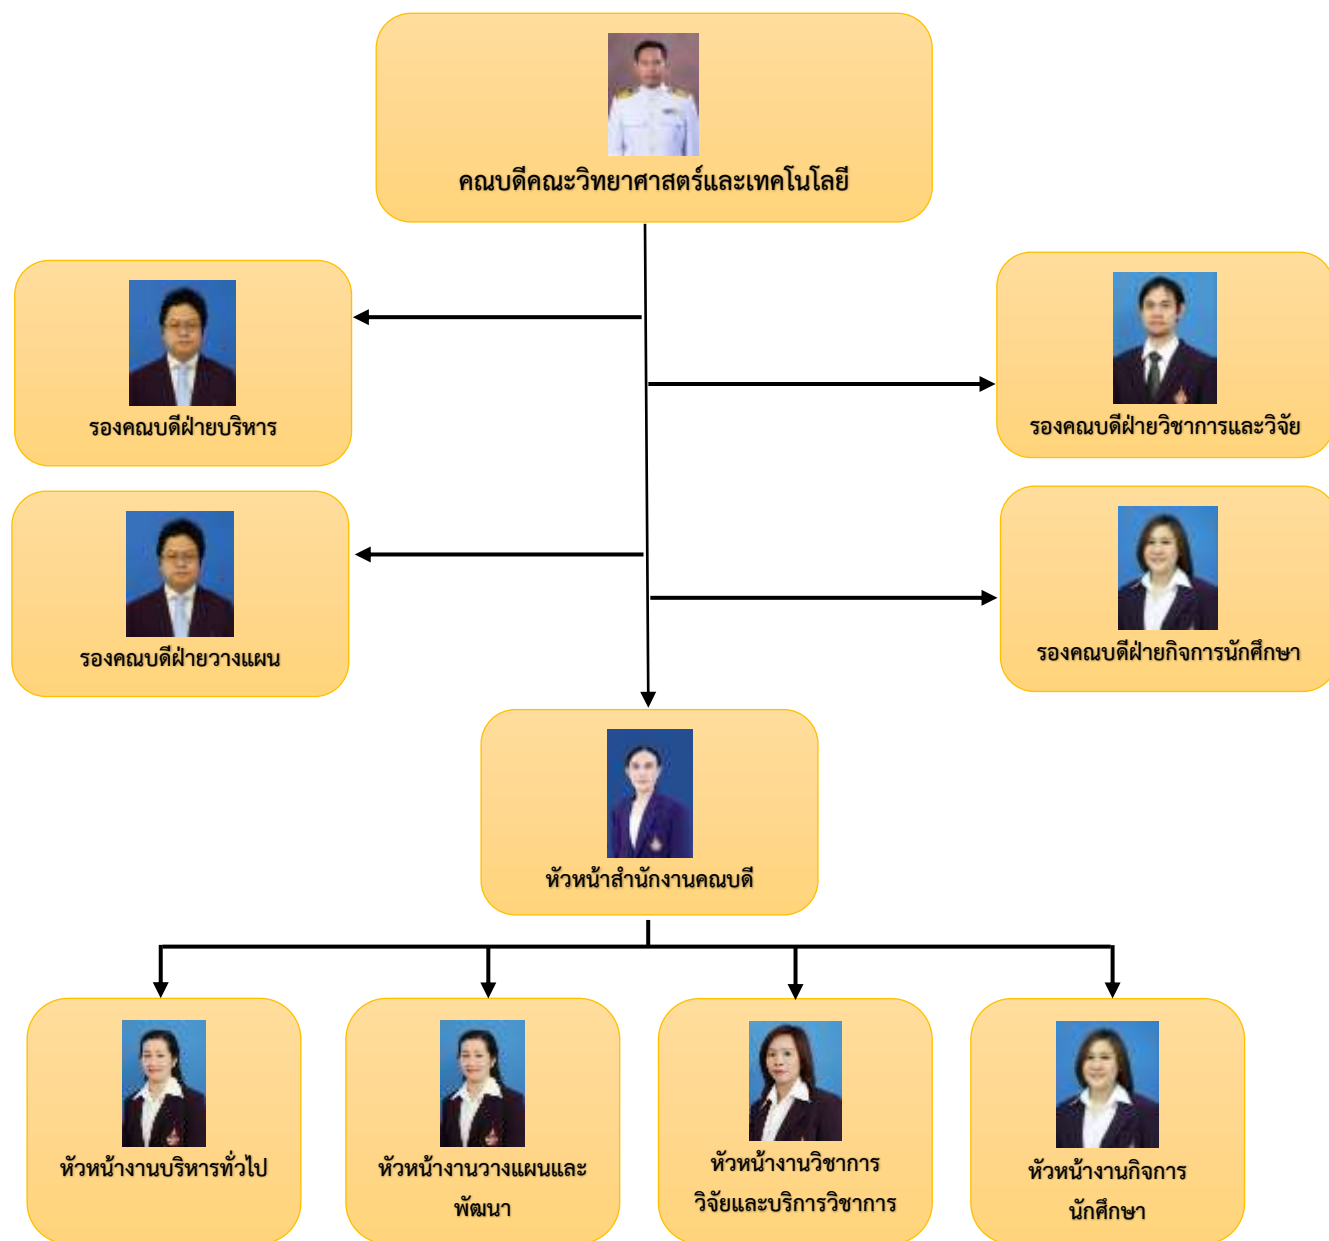 คณบดีคณะวิทยาศาสตร์และเทคโนโลยี
รองคณบดีฝ่ายบริหาร
รองคณบดีฝ่ายวิชาการและวิจัย
รองคณบดีฝ่ายวางแผน
รองคณบดีฝ่ายกิจการนักศึกษา
หัวหน้าสำนักงานคณบดี
หัวหน้างานบริหารทั่วไป
หัวหน้างานวางแผนและ
พัฒนา
หัวหน้างานวิชาการ
วิจัยและบริการวิชาการ
หัวหน้างานกิจการ
นักศึกษา